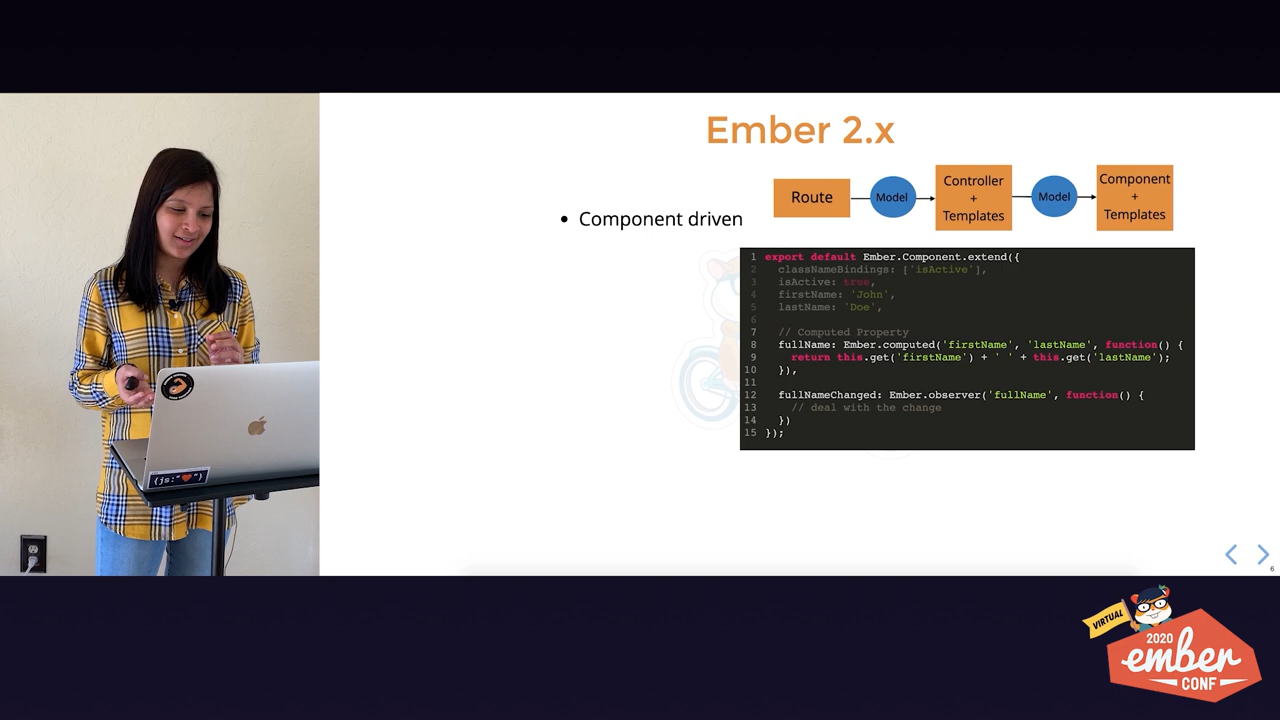 Ember 2.x
Route
Model
Controller
+
Templates
Model
Component
+
Templates
• Component driven
1 export default Ember.Component.extend({
2 classNameBindings: ['isActive'],
3 isActive: true,
4 firstName: 'John',
5 lastName: 'Doe',
6
7 // Computed Property
8 fullName: Ember.computed('firstName', 'lastName', function() {
9 return this.get('firstName') + ' ' + this.get('lastName');
10 }),
11
12 fullNameChanged: Ember.observer('fullName', function() {
13 // deal with the change
14 })
15 });
{js:"❤"}
6
VIRTUAL
2020
ember
CONF